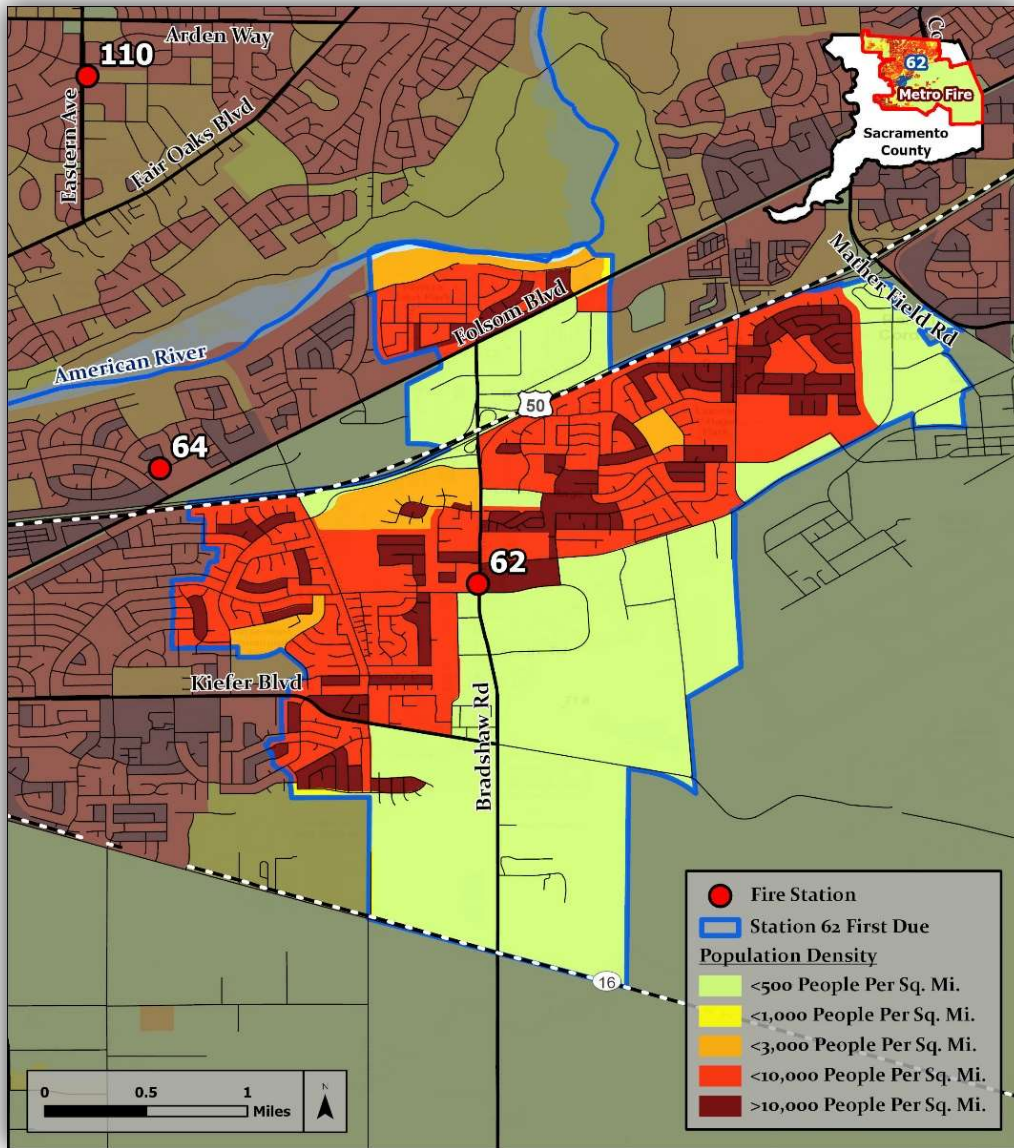 Arden Way
110
Co
62
Metro Fire
Sacramento
County
Eastern Ave
Fair Oaks Blvd
Mather Field Rd
Folsom Blvd
American River
50
64
62
Kiefer Blvd
Bradshaw Rd
16
Fire Station
Station 62 First Due
Population Density
<500 People Per Sq. Mi.
<1,000 People Per Sq. Mi.
<3,000 People Per Sq. Mi.
<10,000 People Per Sq. Mi.
>10,000 People Per Sq. Mi.
0 0.5 1
Miles
N